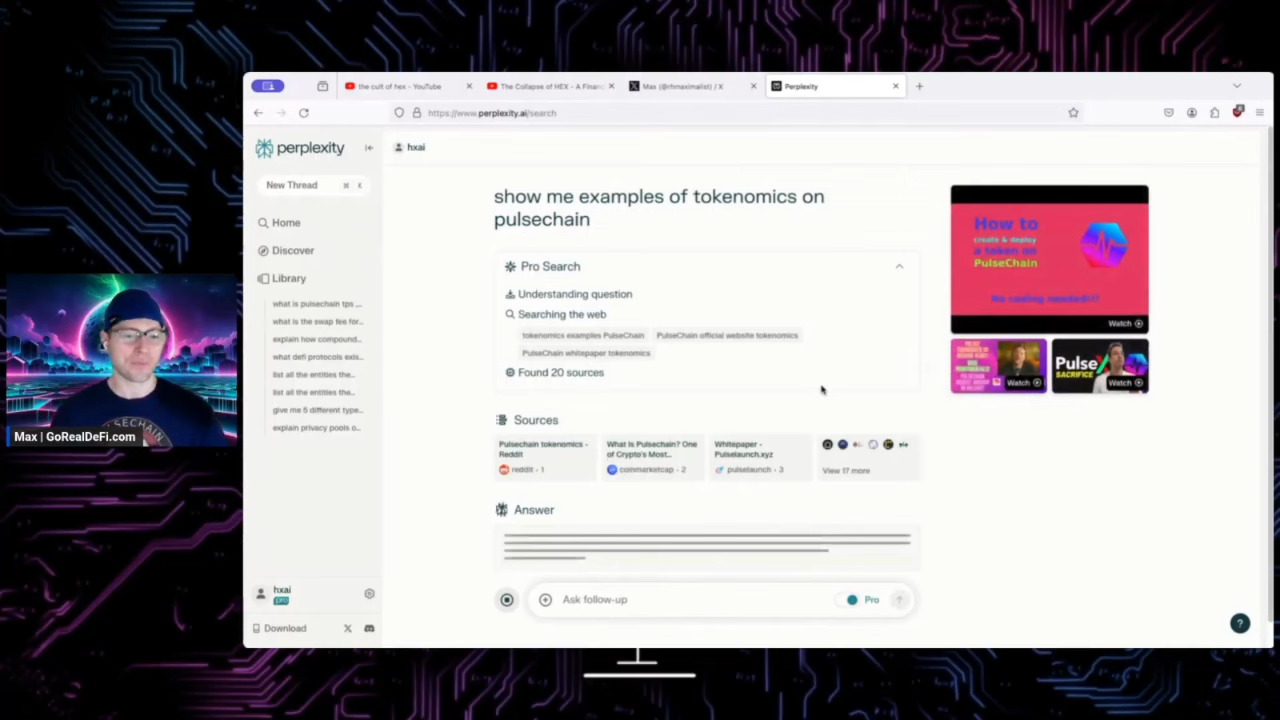 the cult of hex - YouTube
The Collapse of HEX - A Financ
Max (@rhmaximalist) / X
Perplexity
https://www.perplexity.ai/search
perplexity
hxai
New Thread
K
Home
Discover
Library
what is pulsechain tps ...
what is the swap fee for...
explain how compound...
what defi protocols exis...
list all the entities the...
list all the entities the...
give me 5 different type...
explain privacy pools o...
hxai
pro
Download
show me examples of tokenomics on
pulsechain
Pro Search
Understanding question
Searching the web
tokenomics examples PulseChain
PulseChain official website tokenomics
PulseChain whitepaper tokenomics
Found 20 sources
Sources
Pulsechain tokenomics -
Reddit
reddit · 1
What Is Pulsechain? One
of Crypto's Most...
coinmarketcap · 2
Whitepaper -
Pulselaunch.xyz
pulselaunch · 3
View 17 more
Answer
Ask follow-up
Pro
How to
create & deploy
a token on
PulseChain
No coding needed!!!
Watch
Watch
PulseX
SACRIFICE
Watch
?
Max | GoRealDeFi.com